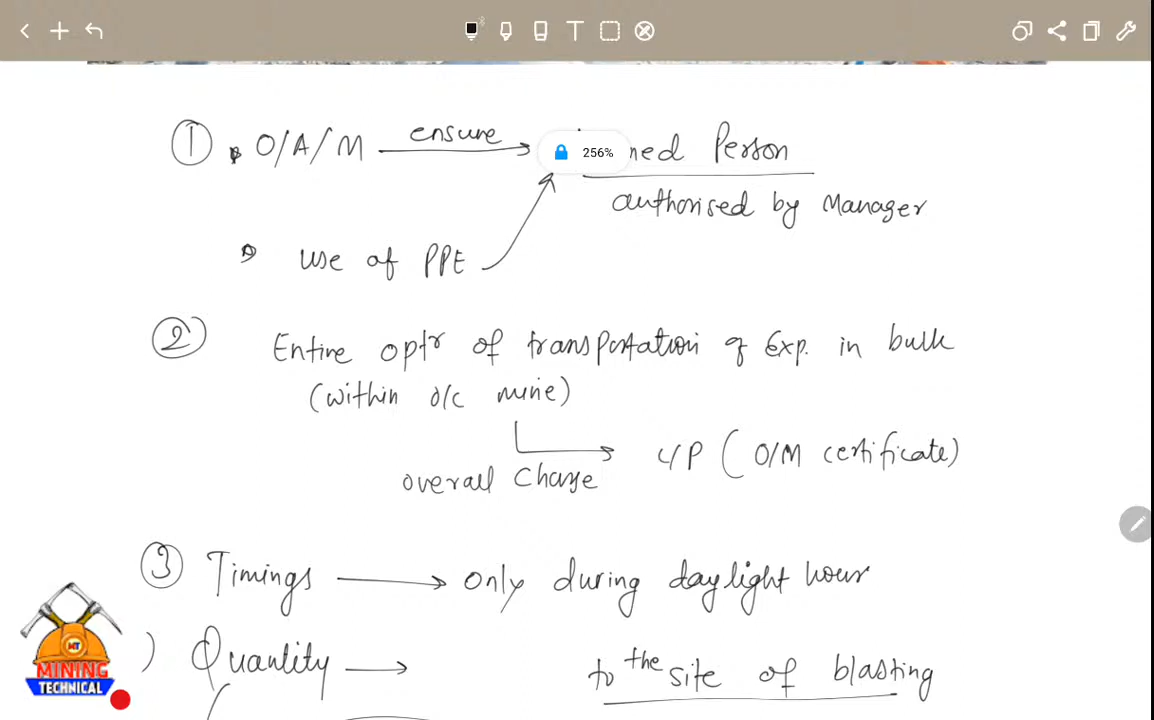 ① O/A/M ensure → ned Person
256%
authorised by Manager
use of PPE
② Entire optr of transportation of Exp. in bulk
(within o/c mine)
overall Charge → C/P (O/M certificate)
③ Timings → only during daylight hour
) Quantity → to the site of blasting
MT
MINING
TECHNICAL